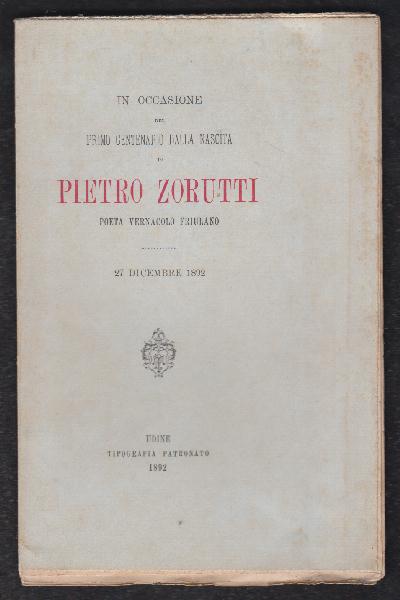 IN OCCASIONE
DEL
PRIMO CENTENARIO DALLA NASCITA
DI
PIETRO ZORUTTI
POETA VERNACOLO FRIULANO
27 DICEMBRE 1892
UDINE
TIPOGRAFIA PATRONATO
1892